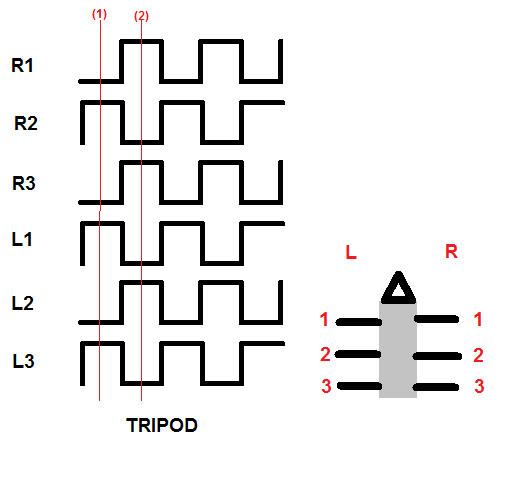 (1) (2)
R1
R2
R3
L1
L2
L3
TRIPOD
L R
1 1
2 2
3 3